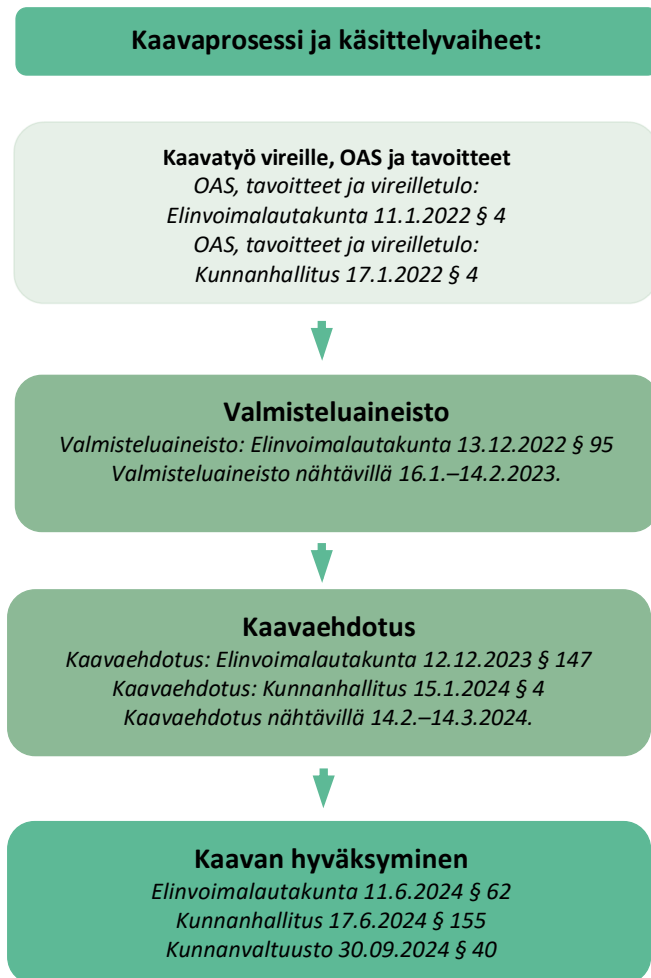 Kaavaprosessi ja käsittelyvaiheet:
Kaavatyö vireille, OAS ja tavoitteet
OAS, tavoitteet ja vireilletulo:
Elinvoimalautakunta 11.1.2022 § 4
OAS, tavoitteet ja vireilletulo:
Kunnanhallitus 17.1.2022 § 4
Valmisteluaineisto
Valmisteluaineisto: Elinvoimalautakunta 13.12.2022 § 95
Valmisteluaineisto nähtävillä 16.1.–14.2.2023.
Kaavaehdotus
Kaavaehdotus: Elinvoimalautakunta 12.12.2023 § 147
Kaavaehdotus: Kunnanhallitus 15.1.2024 § 4
Kaavaehdotus nähtävillä 14.2.–14.3.2024.
Kaavan hyväksyminen
Elinvoimalautakunta 11.6.2024 § 62
Kunnanhallitus 17.6.2024 § 155
Kunnanvaltuusto 30.09.2024 § 40